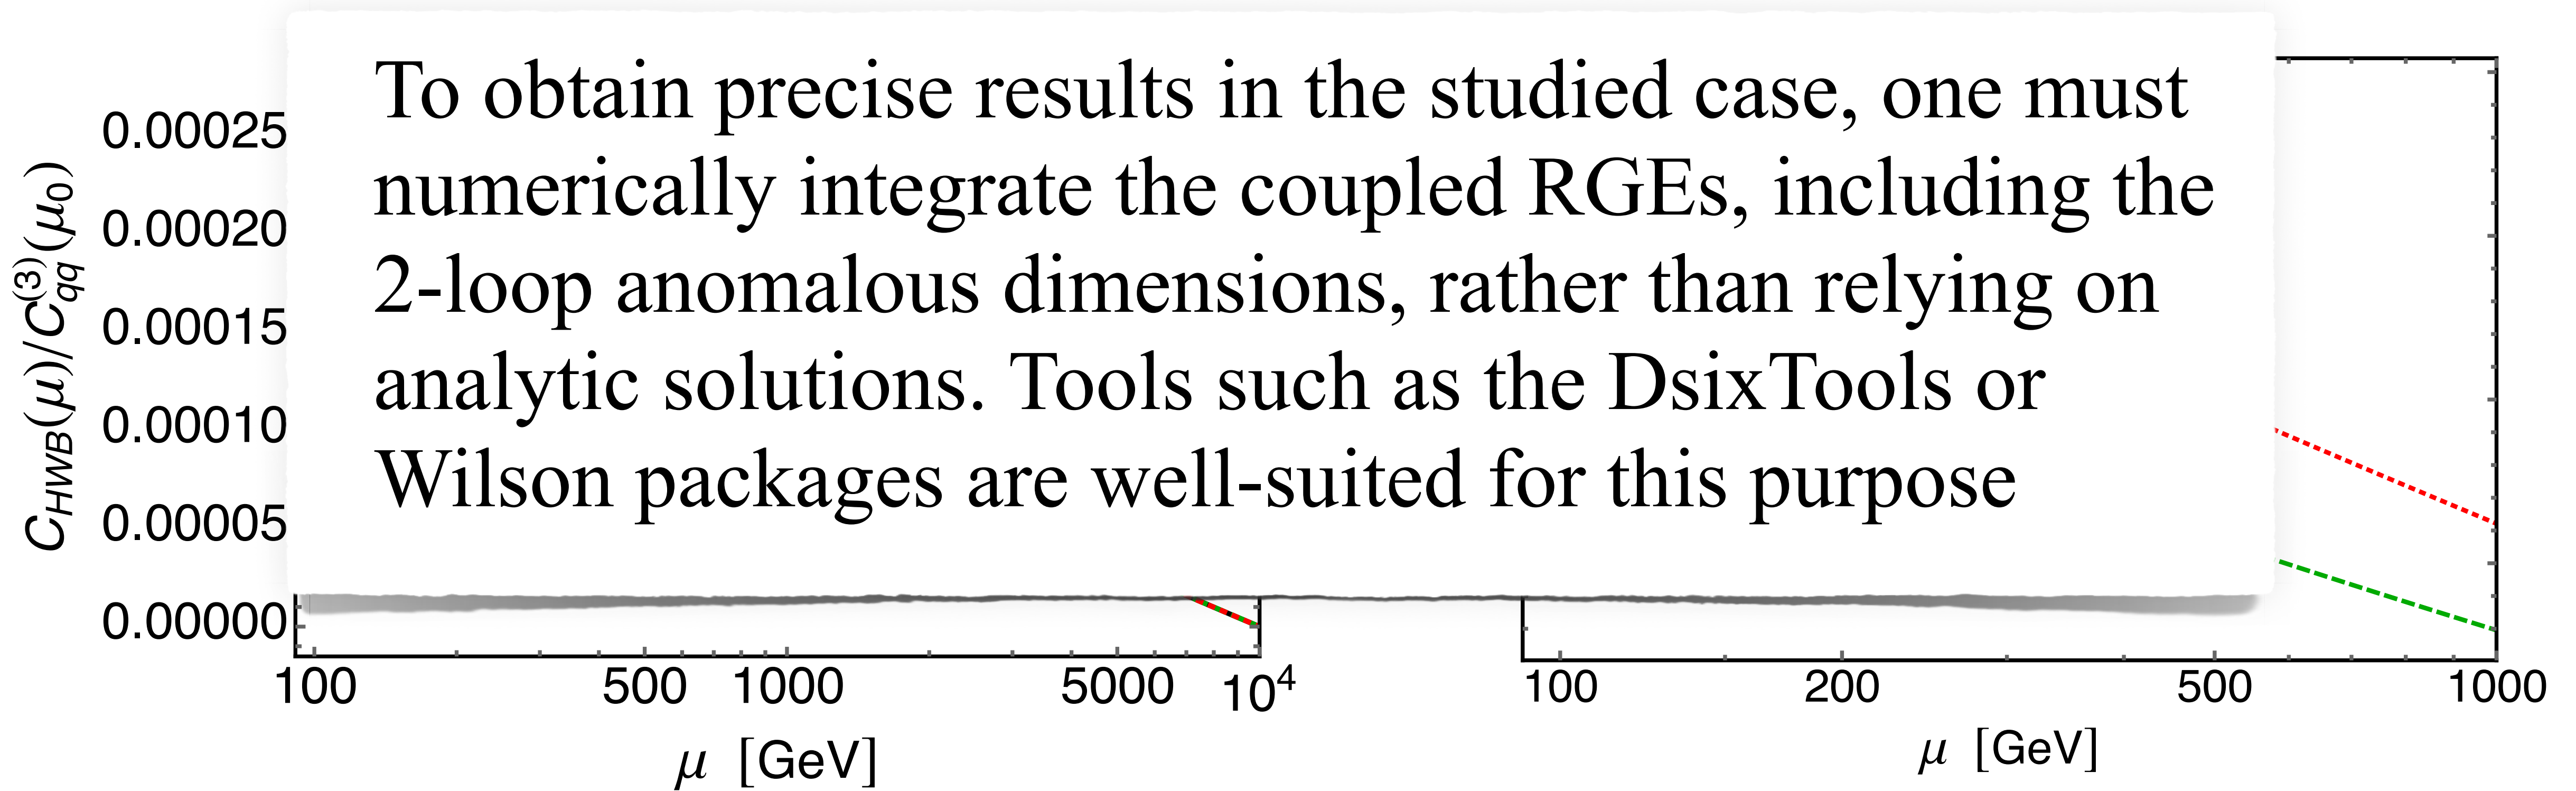 To obtain precise results in the studied case, one must
numerically integrate the coupled RGEs, including the
2-loop anomalous dimensions, rather than relying on
analytic solutions. Tools such as the DsixTools or
Wilson packages are well-suited for this purpose
0.00025
0.00020
0.00015
0.00010
0.00005
0.00000
C_{HWB}(μ)/C_{qq}^{(3)}(μ_0)
100 500 1000 5000 10^4
μ [GeV]
100 200 500 1000
μ [GeV]